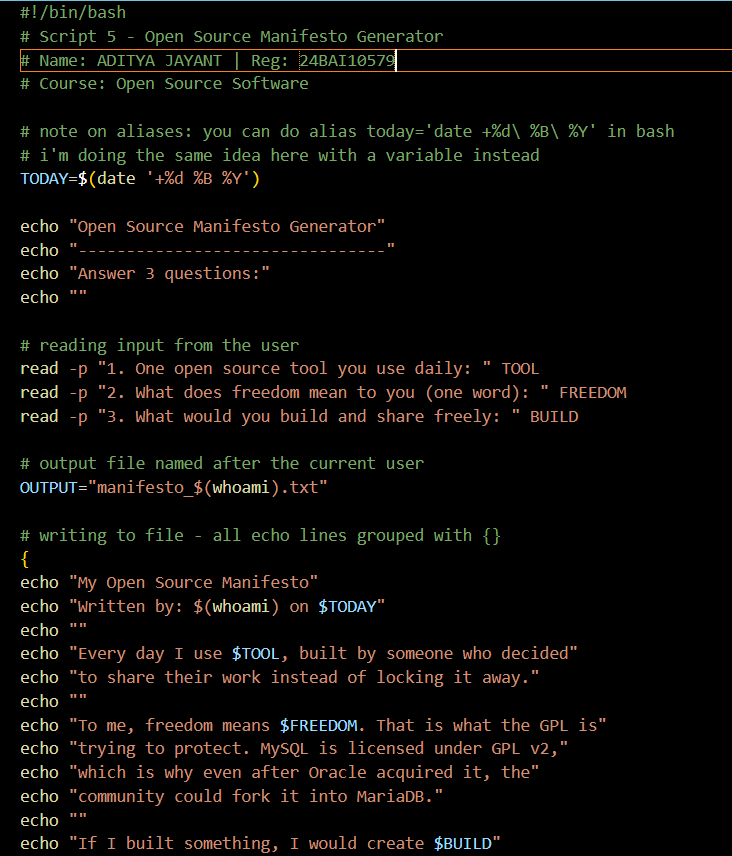 #!/bin/bash
# Script 5 - Open Source Manifesto Generator
# Name: ADITYA JAYANT | Reg: 24BAI10579
# Course: Open Source Software
# note on aliases: you can do alias today='date +%d\ %B\ %Y' in bash
# i'm doing the same idea here with a variable instead
TODAY=$(date '+%d %B %Y')
echo "Open Source Manifesto Generator"
echo "--------------------------------"
echo "Answer 3 questions:"
echo ""
# reading input from the user
read -p "1. One open source tool you use daily: " TOOL
read -p "2. What does freedom mean to you (one word): " FREEDOM
read -p "3. What would you build and share freely: " BUILD
# output file named after the current user
OUTPUT="manifesto_$(whoami).txt"
# writing to file - all echo lines grouped with {}
{
echo "My Open Source Manifesto"
echo "Written by: $(whoami) on $TODAY"
echo ""
echo "Every day I use $TOOL, built by someone who decided"
echo "to share their work instead of locking it away."
echo ""
echo "To me, freedom means $FREEDOM. That is what the GPL is"
echo "trying to protect. MySQL is licensed under GPL v2,"
echo "which is why even after Oracle acquired it, the"
echo "community could fork it into MariaDB."
echo ""
echo "If I built something, I would create $BUILD"